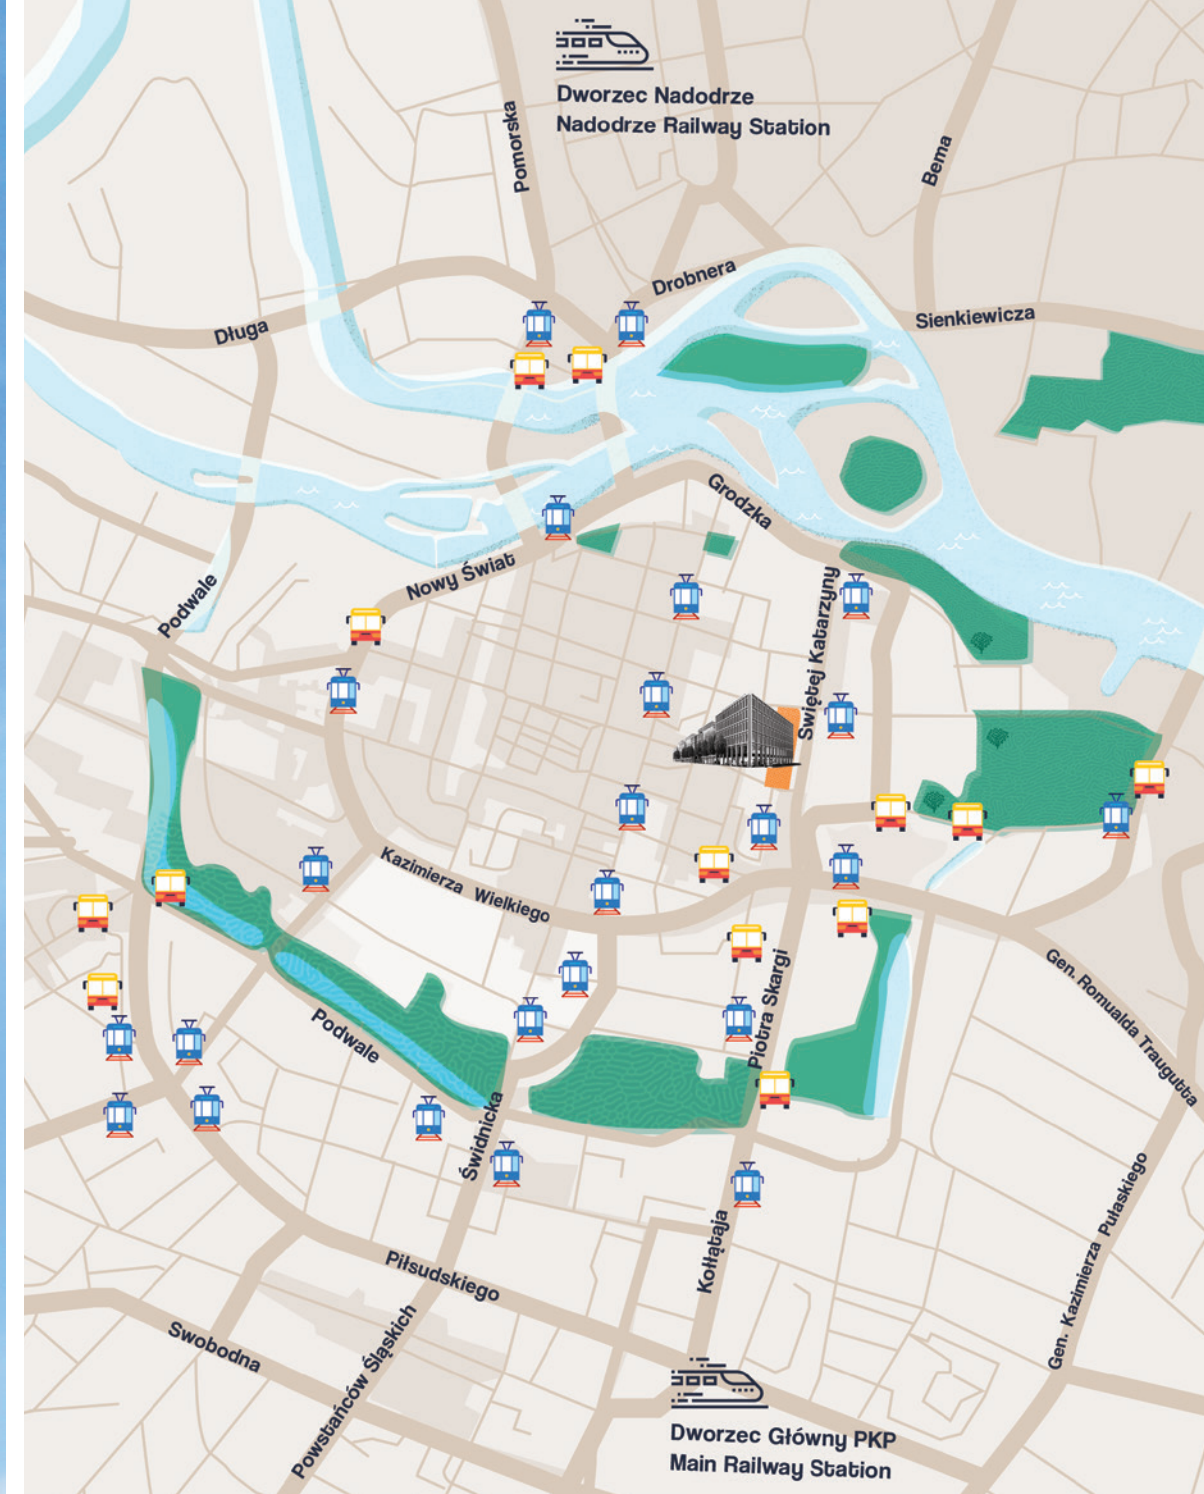 Dworzec Nadodrze
Nadodrze Railway Station
Pomorska
Bema
Drobnera
Sienkiewicza
Długa
Grodzka
Nowy Świat
Podwale
Świętej Katarzyny
Kazimierza Wielkiego
Piotra Skargi
Gen. Romualda Traugutta
Podwale
Świdnicka
Kołłątaja
Gen. Kazimierza Pułaskiego
Piłsudskiego
Swobodna
Powstańców Śląskich
Dworzec Główny PKP
Main Railway Station